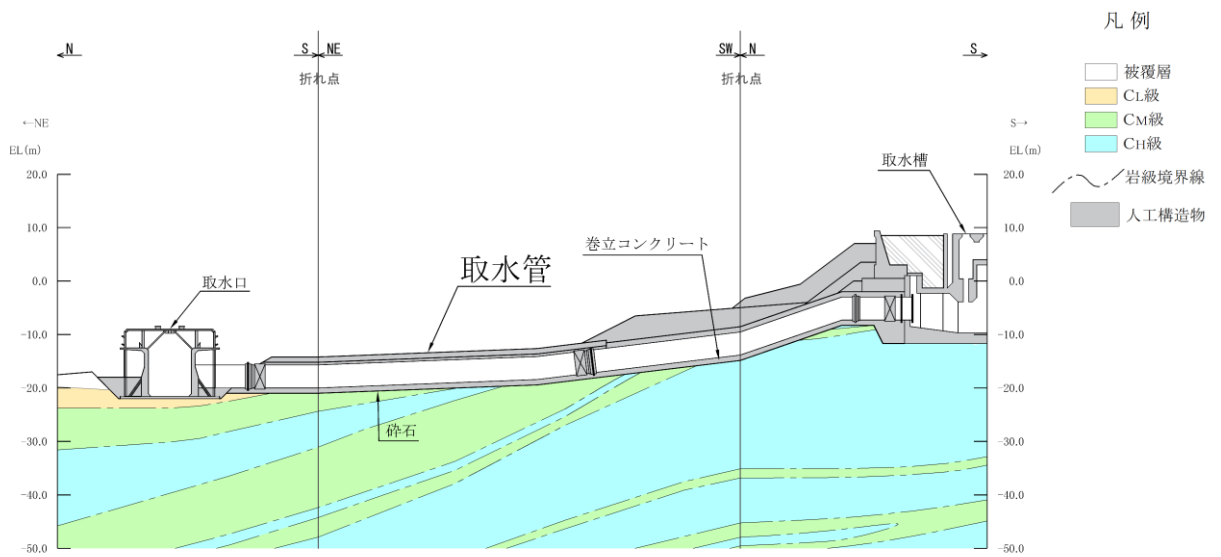 凡 例
被覆層
CL級
CM級
CH級
岩級境界線
人工構造物
N
S
NE
SW
N
S
折れ点
折れ点
←NE
S→
EL(m)
EL(m)
20.0
10.0
0.0
-10.0
-20.0
-30.0
-40.0
-50.0
20.0
10.0
0.0
-10.0
-20.0
-30.0
-40.0
-50.0
取水槽
巻立コンクリート
取水管
取水口
砕石